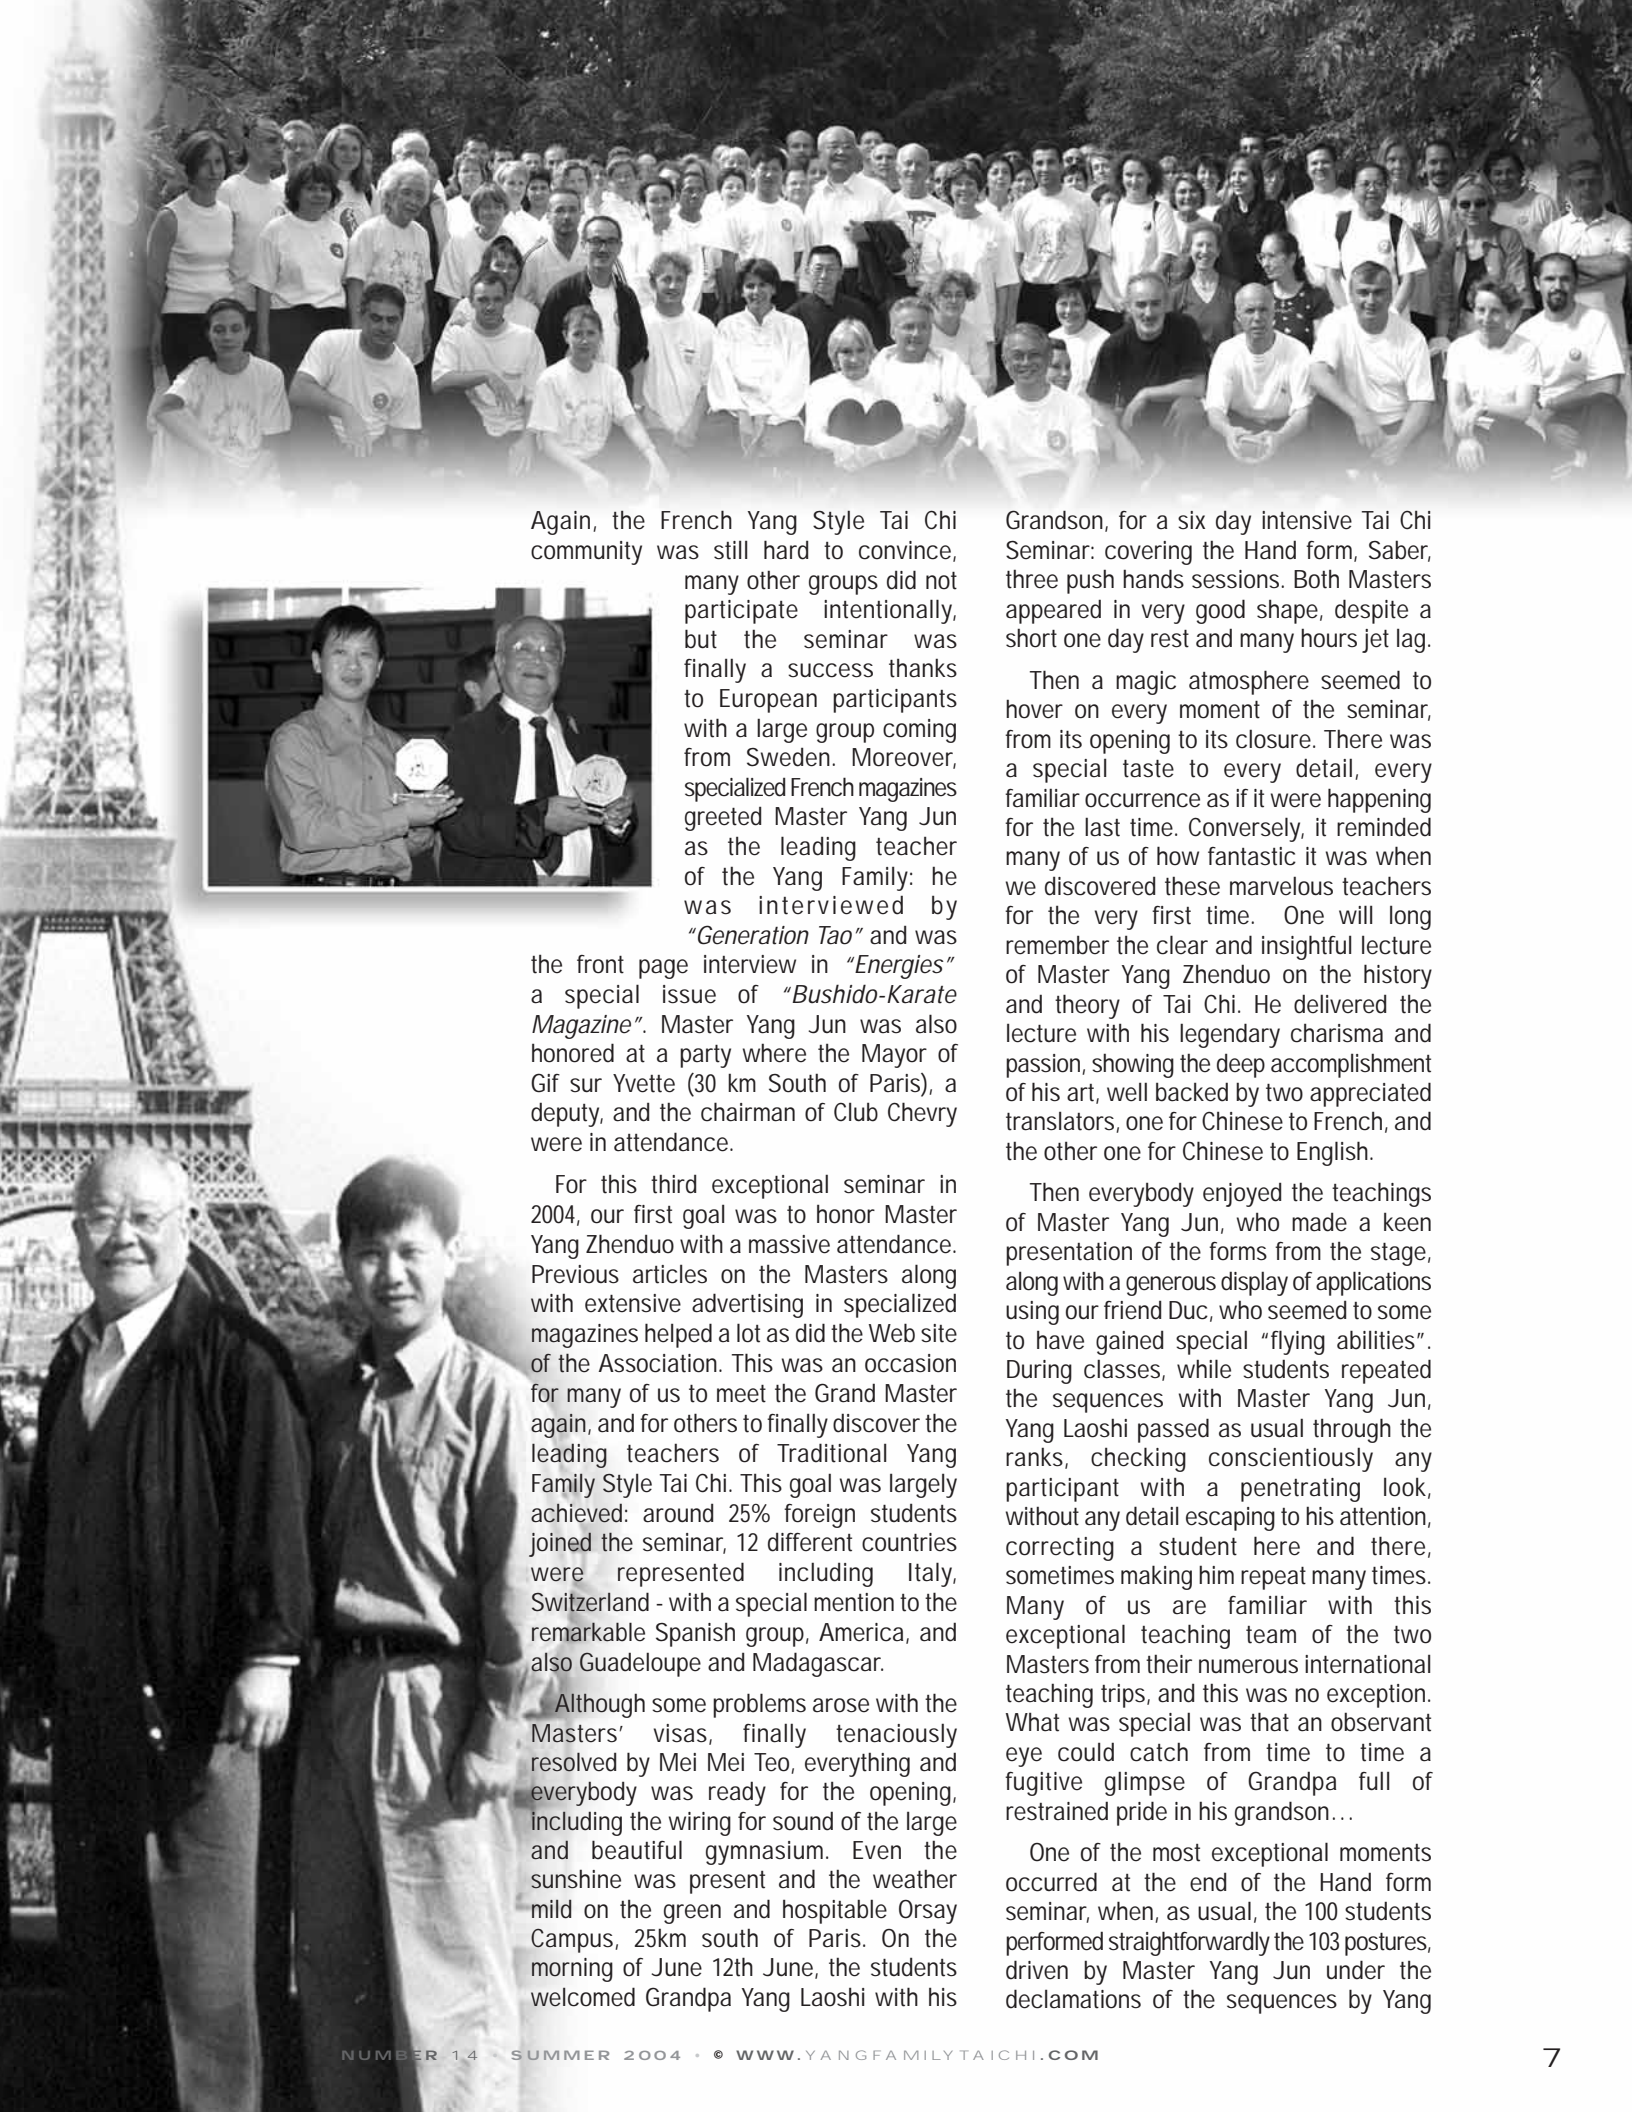 Again, the French Yang Style Tai Chi
community was still hard to convince,
many other groups did not
participate intentionally,
but the seminar was
finally a success thanks
to European participants
with a large group coming
from Sweden. Moreover,
specialized French magazines
greeted Master Yang Jun
as the leading teacher
of the Yang Family: he
was interviewed by
“Generation Tao” and was
the front page interview in “Energies”
a special issue of “Bushido-Karate
Magazine”. Master Yang Jun was also
honored at a party where the Mayor of
Gif sur Yvette (30 km South of Paris), a
deputy, and the chairman of Club Chevry
were in attendance.
For this third exceptional seminar in
2004, our first goal was to honor Master
Yang Zhenduo with a massive attendance.
Previous articles on the Masters along
with extensive advertising in specialized
magazines helped a lot as did the Web site
of the Association. This was an occasion
for many of us to meet the Grand Master
again, and for others to finally discover the
leading teachers of Traditional Yang
Family Style Tai Chi. This goal was largely
achieved: around 25% foreign students
joined the seminar, 12 different countries
were represented including Italy,
Switzerland - with a special mention to the
remarkable Spanish group, America, and
also Guadeloupe and Madagascar.
Although some problems arose with the
Masters’ visas, finally tenaciously
resolved by Mei Mei Teo, everything and
everybody was ready for the opening,
including the wiring for sound of the large
and beautiful gymnasium. Even the
sunshine was present and the weather
mild on the green and hospitable Orsay
Campus, 25km south of Paris. On the
morning of June 12th June, the students
welcomed Grandpa Yang Laoshi with his
Grandson, for a six day intensive Tai Chi
Seminar: covering the Hand form, Saber,
three push hands sessions. Both Masters
appeared in very good shape, despite a
short one day rest and many hours jet lag.
Then a magic atmosphere seemed to
hover on every moment of the seminar,
from its opening to its closure. There was
a special taste to every detail, every
familiar occurrence as if it were happening
for the last time. Conversely, it reminded
many of us of how fantastic it was when
we discovered these marvelous teachers
for the very first time. One will long
remember the clear and insightful lecture
of Master Yang Zhenduo on the history
and theory of Tai Chi. He delivered the
lecture with his legendary charisma and
passion, showing the deep accomplishment
of his art, well backed by two appreciated
translators, one for Chinese to French, and
the other one for Chinese to English.
Then everybody enjoyed the teachings
of Master Yang Jun, who made a keen
presentation of the forms from the stage,
along with a generous display of applications
using our friend Duc, who seemed to some
to have gained special “flying abilities”.
During classes, while students repeated
the sequences with Master Yang Jun,
Yang Laoshi passed as usual through the
ranks, checking conscientiously any
participant with a penetrating look,
without any detail escaping to his attention,
correcting a student here and there,
sometimes making him repeat many times.
Many of us are familiar with this
exceptional teaching team of the two
Masters from their numerous international
teaching trips, and this was no exception.
What was special was that an observant
eye could catch from time to time a
fugitive glimpse of Grandpa full of
restrained pride in his grandson…
One of the most exceptional moments
occurred at the end of the Hand form
seminar, when, as usual, the 100 students
performed straightforwardly the 103 postures,
driven by Master Yang Jun under the
declamations of the sequences by Yang
NUMBER 14 • SUMMER 2004 • © WWW.YANGFAMILYTAICHI.COM
7